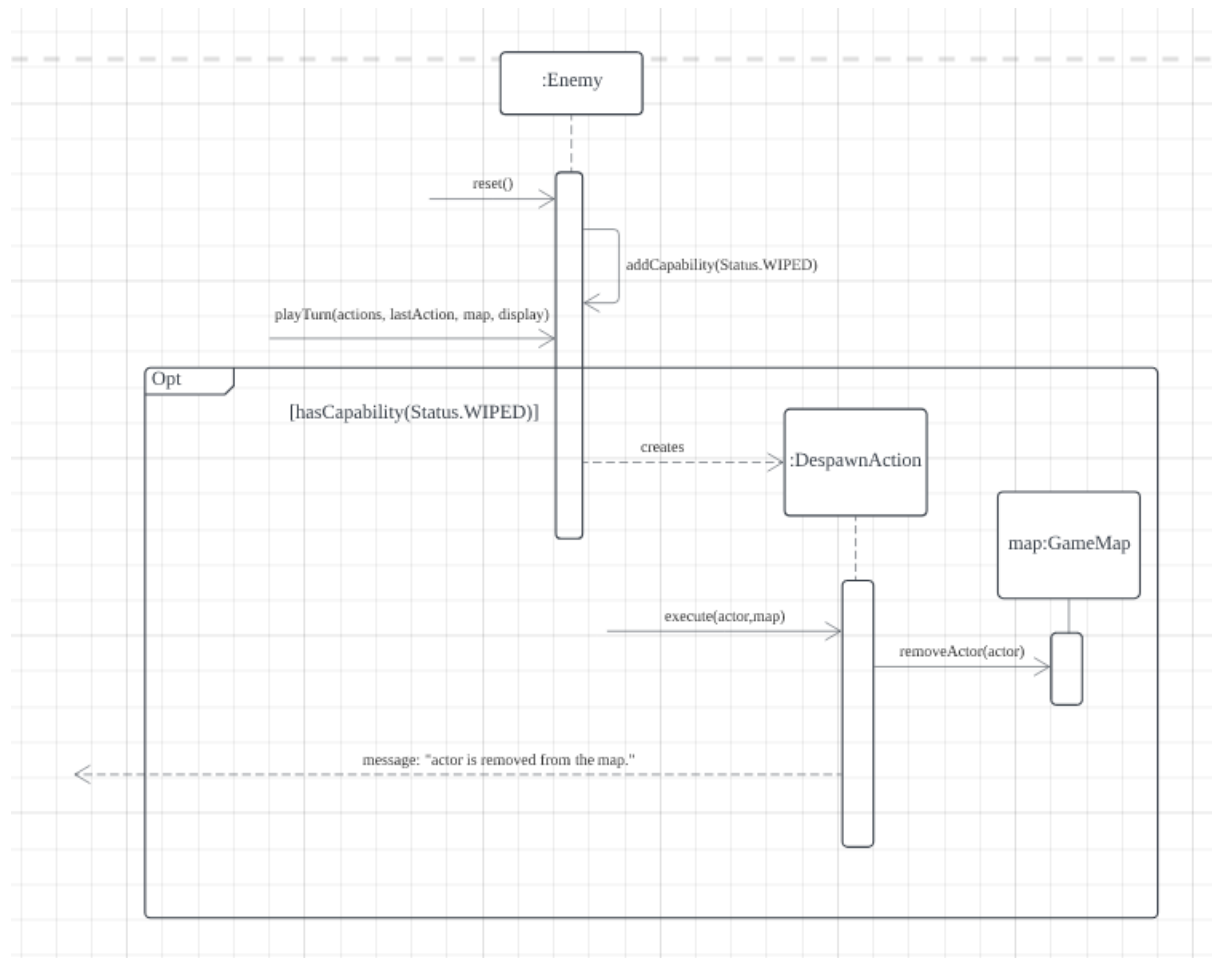 :Enemy
reset()
addCapability(Status.WIPED)
playTurn(actions, lastAction, map, display)
Opt
[hasCapability(Status.WIPED)]
creates
:DespawnAction
map:GameMap
execute(actor,map)
removeActor(actor)
message: "actor is removed from the map."